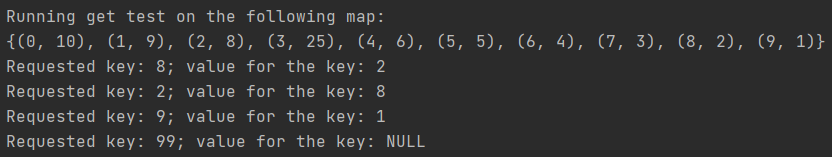 Running get test on the following map:
{(0, 10), (1, 9), (2, 8), (3, 25), (4, 6), (5, 5), (6, 4), (7, 3), (8, 2), (9, 1)}
Requested key: 8; value for the key: 2
Requested key: 2; value for the key: 8
Requested key: 9; value for the key: 1
Requested key: 99; value for the key: NULL